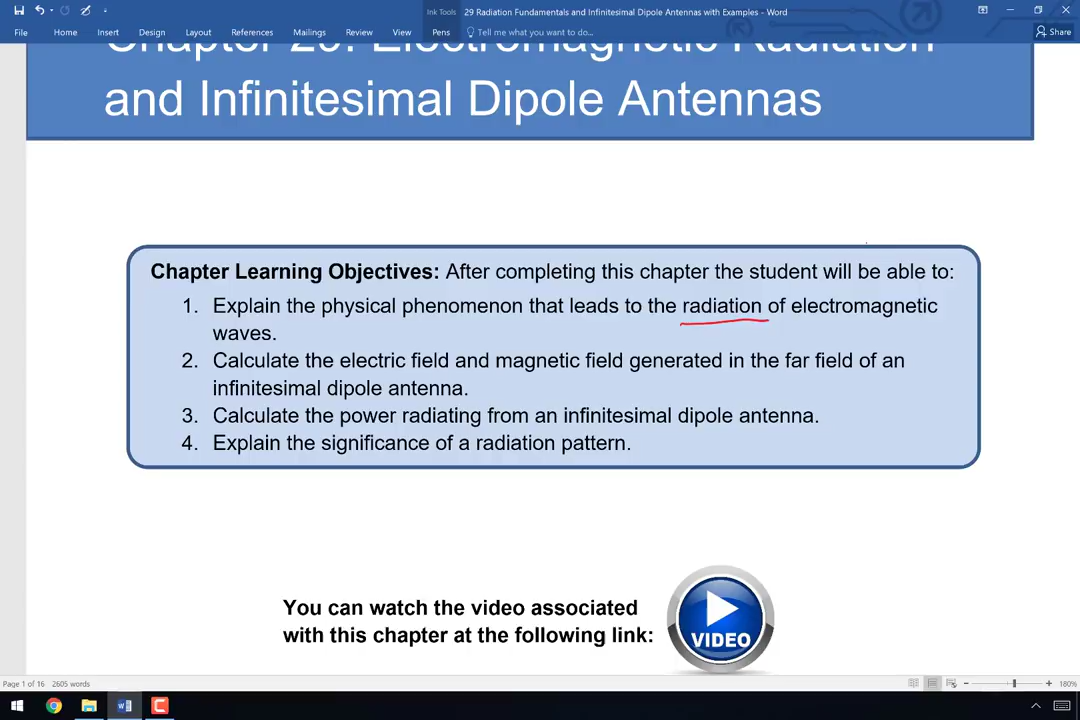 Ink Tools
29 Radiation Fundamentals and Infinitesimal Dipole Antennas with Examples - Word
File Home Insert Design Layout References Mailings Review View Pens Tell me what you want to do... Share
Chapter 29: Electromagnetic Radiation
and Infinitesimal Dipole Antennas
Chapter Learning Objectives: After completing this chapter the student will be able to:
1. Explain the physical phenomenon that leads to the radiation of electromagnetic
waves.
2. Calculate the electric field and magnetic field generated in the far field of an
infinitesimal dipole antenna.
3. Calculate the power radiating from an infinitesimal dipole antenna.
4. Explain the significance of a radiation pattern.
You can watch the video associated
with this chapter at the following link:
VIDEO
Page 1 of 16 2605 words
180%